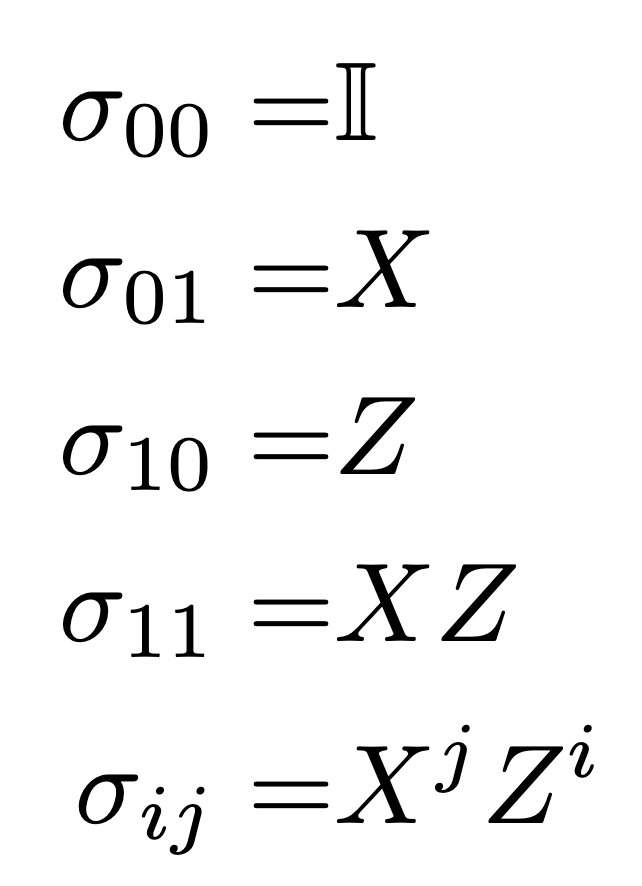 σ₀₀ = 𝕀
σ₀₁ = X
σ₁₀ = Z
σ₁₁ = XZ
σᵢⱼ = XʲZⁱ